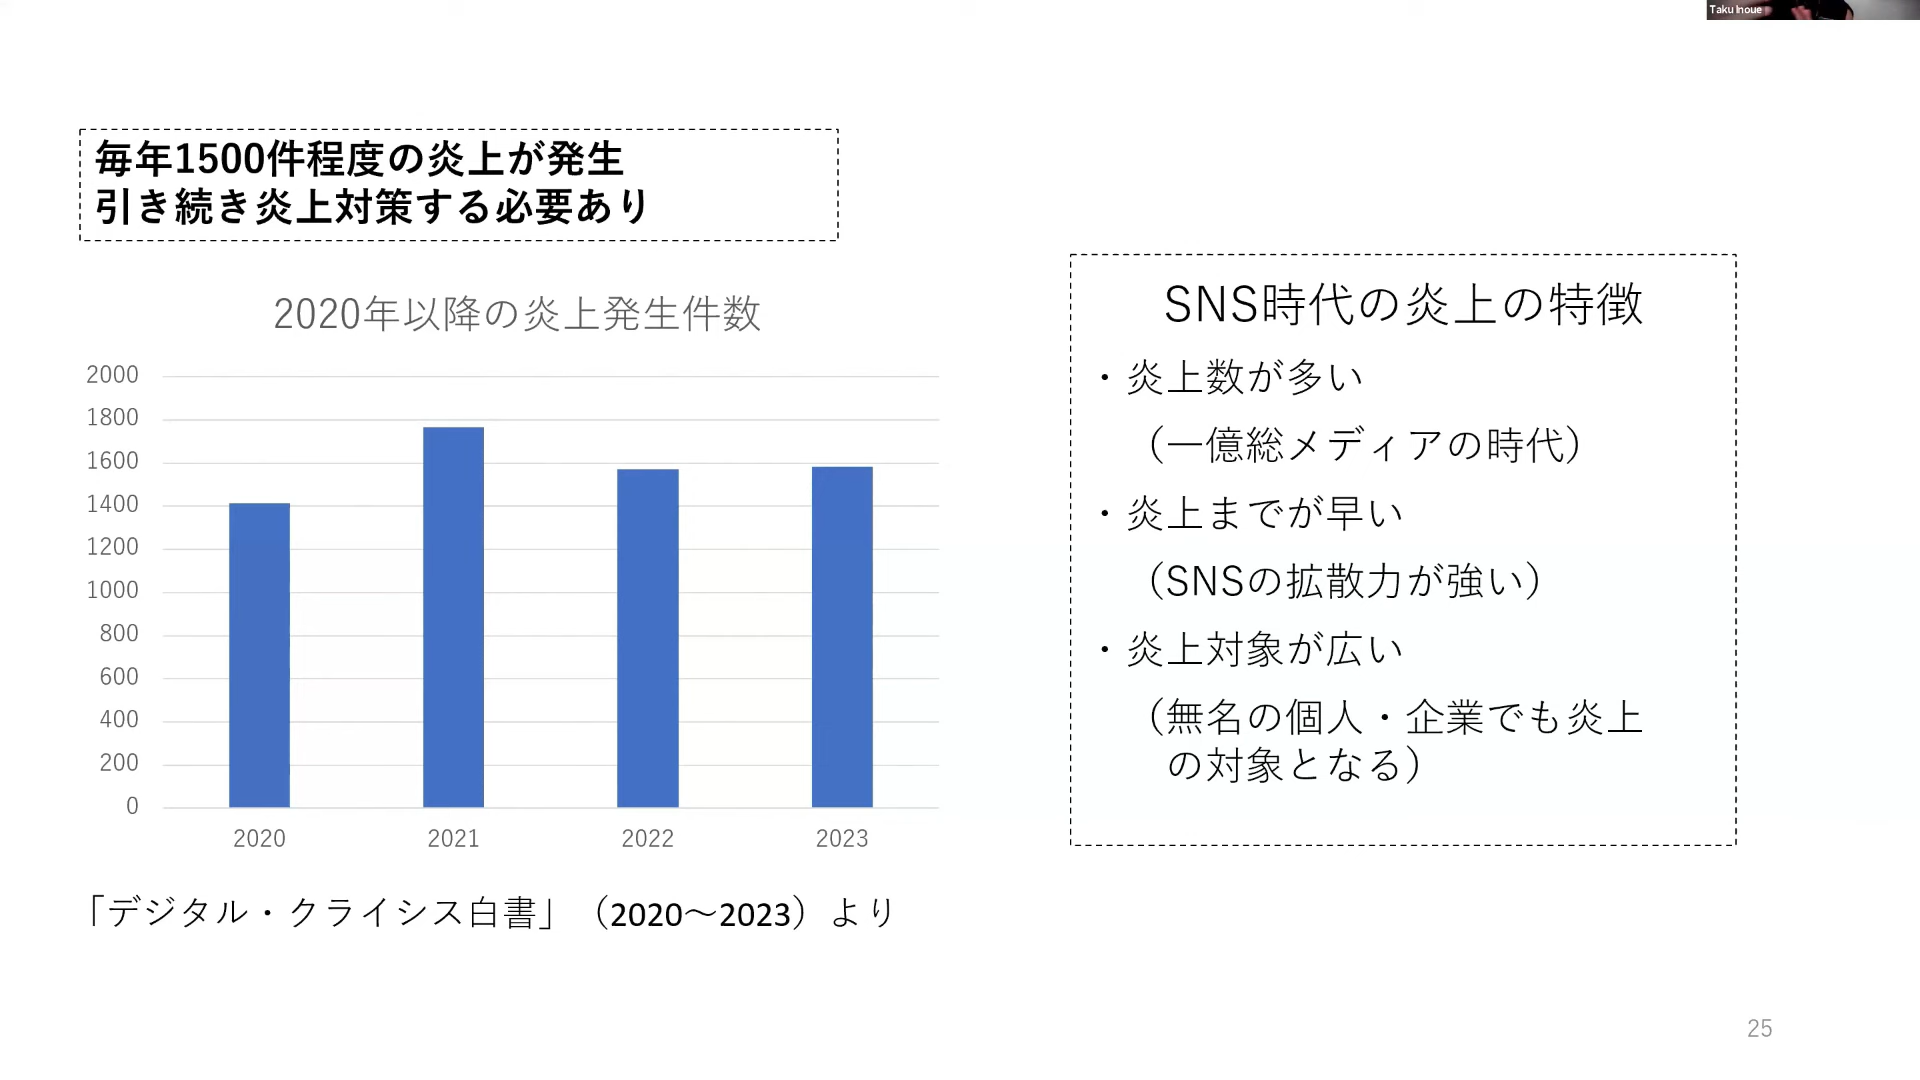 Taku Inoue
毎年1500件程度の炎上が発生
引き続き炎上対策する必要あり
2020年以降の炎上発生件数
2000
1800
1600
1400
1200
1000
800
600
400
200
0
2020
2021
2022
2023
「デジタル・クライシス白書」（2020～2023）より
SNS時代の炎上の特徴
・炎上数が多い
（一億総メディアの時代）
・炎上までが早い
（SNSの拡散力が強い）
・炎上対象が広い
（無名の個人・企業でも炎上
の対象となる）
25